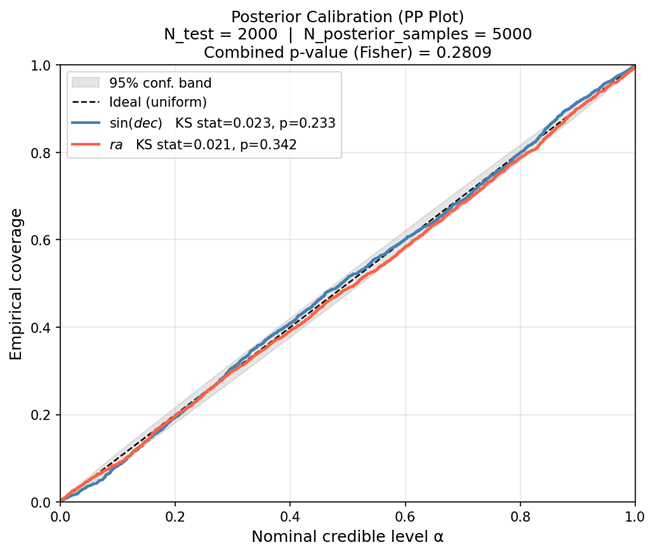 Posterior Calibration (PP Plot)
N_test = 2000 | N_posterior_samples = 5000
Combined p-value (Fisher) = 0.2809
95% conf. band
Ideal (uniform)
sin(dec) KS stat=0.023, p=0.233
ra KS stat=0.021, p=0.342
Empirical coverage
1.0
0.8
0.6
0.4
0.2
0.0
0.0 0.2 0.4 0.6 0.8 1.0
Nominal credible level α